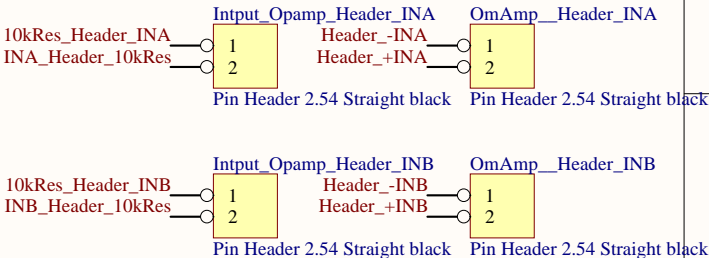 Intput_Opamp_Header_INA
OmAmp__Header_INA
10kRes_Header_INA
1
Header_-INA
1
INA_Header_10kRes
2
Header_+INA
2
Pin Header 2.54 Straight black
Pin Header 2.54 Straight black
Intput_Opamp_Header_INB
OmAmp__Header_INB
10kRes_Header_INB
1
Header_-INB
1
INB_Header_10kRes
2
Header_+INB
2
Pin Header 2.54 Straight black
Pin Header 2.54 Straight black